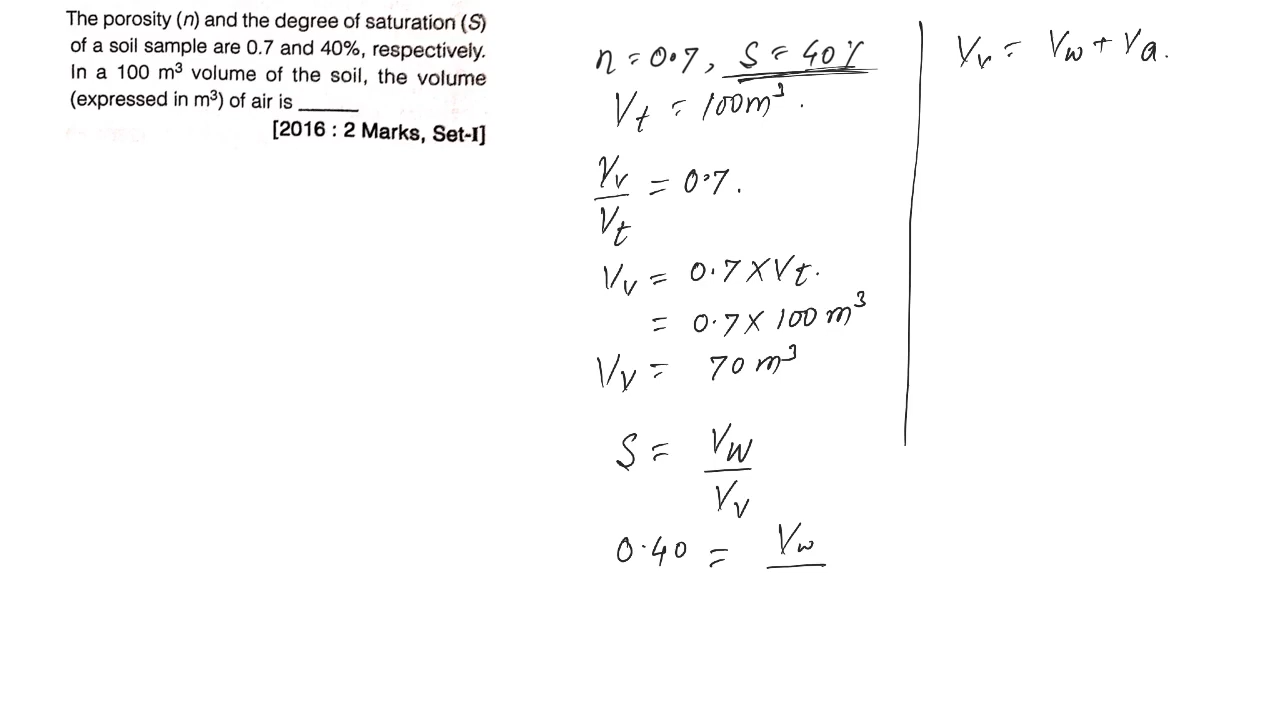 The porosity (n) and the degree of saturation (S)
of a soil sample are 0.7 and 40%, respectively.
In a 100 m³ volume of the soil, the volume
(expressed in m³) of air is ______
[2016 : 2 Marks, Set-I]
n = 0.7, S = 40%
Vt = 100m³.
Vv/Vt = 0.7.
Vv = 0.7 X Vt.
= 0.7 X 100 m³
Vv = 70 m³
S = Vw/Vv
0.40 = Vw
Vv = Vw + Va.